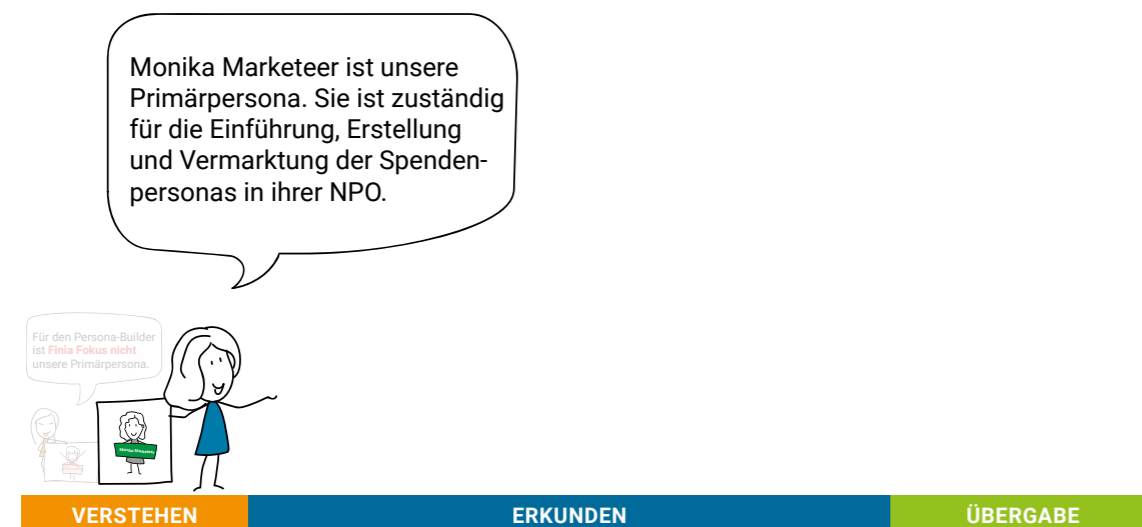 Monika Marketeer ist unsere
Primärpersona. Sie ist zuständig
für die Einführung, Erstellung
und Vermarktung der Spenden-
personas in ihrer NPO.
Für den Persona-Builder
ist Finia Fokus nicht
unsere Primärpersona.
Monika Marketeer
VERSTEHEN
ERKUNDEN
ÜBERGABE